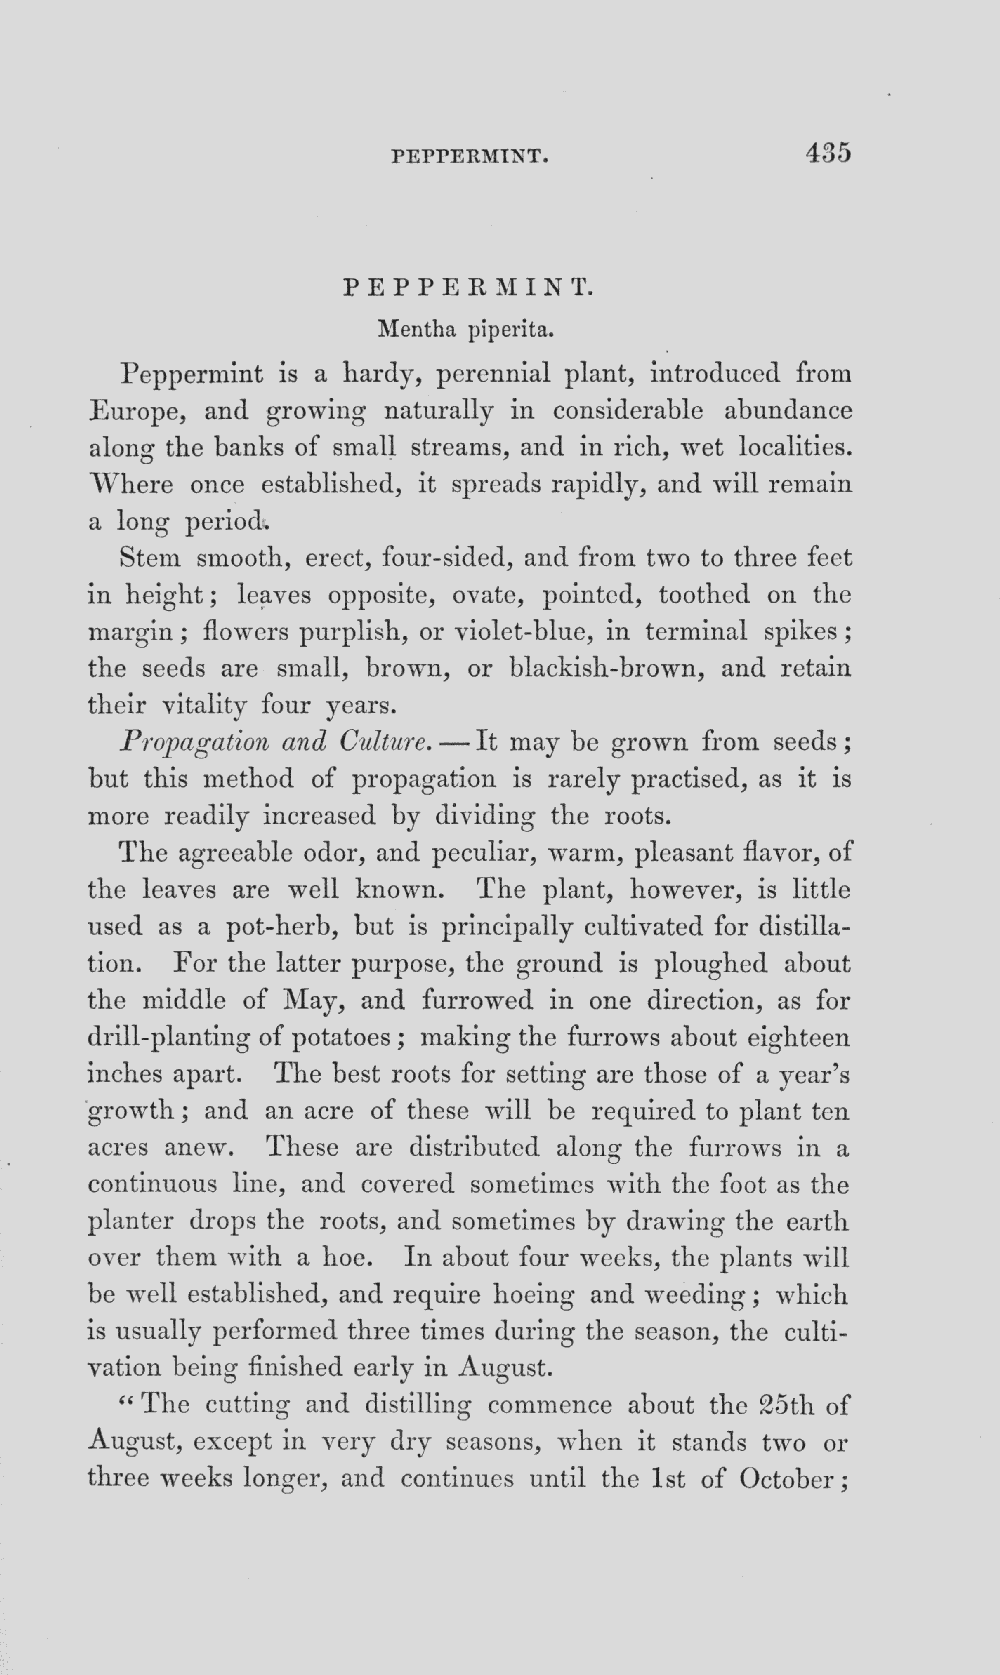 PEPPERMINT. 435
PEPPERMINT.
Mentha piperita.
Peppermint is a hardy, perennial plant, introduced from
Europe, and growing naturally in considerable abundance
along the banks of small streams, and in rich, wet localities.
Where once established, it spreads rapidly, and will remain
a long period.
Stem smooth, erect, four-sided, and from two to three feet
in height; leaves opposite, ovate, pointed, toothed on the
margin; flowers purplish, or violet-blue, in terminal spikes;
the seeds are small, brown, or blackish-brown, and retain
their vitality four years.
Propagation and Culture. — It may be grown from seeds;
but this method of propagation is rarely practised, as it is
more readily increased by dividing the roots.
The agreeable odor, and peculiar, warm, pleasant flavor, of
the leaves are well known. The plant, however, is little
used as a pot-herb, but is principally cultivated for distilla-
tion. For the latter purpose, the ground is ploughed about
the middle of May, and furrowed in one direction, as for
drill-planting of potatoes; making the furrows about eighteen
inches apart. The best roots for setting are those of a year's
growth; and an acre of these will be required to plant ten
acres anew. These are distributed along the furrows in a
continuous line, and covered sometimes with the foot as the
planter drops the roots, and sometimes by drawing the earth
over them with a hoe. In about four weeks, the plants will
be well established, and require hoeing and weeding; which
is usually performed three times during the season, the culti-
vation being finished early in August.
"The cutting and distilling commence about the 25th of
August, except in very dry seasons, when it stands two or
three weeks longer, and continues until the 1st of October;